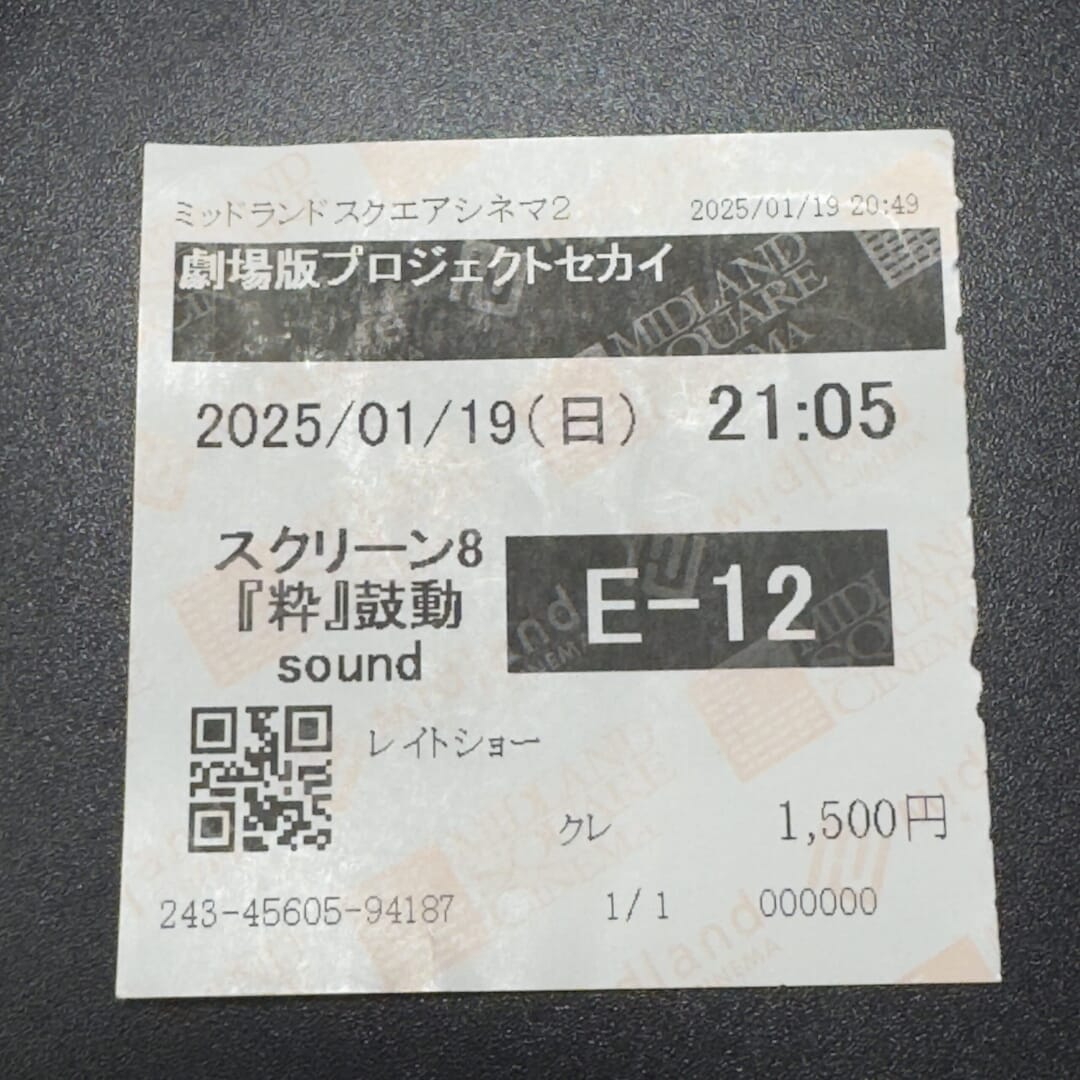 ミッドランドスクエアシネマ2 2025/01/19 20:49
劇場版プロジェクトセカイ
2025/01/19(日) 21:05
スクリーン8
『粋』鼓動
sound
E-12
レイトショー
クレ 1,500円
243-45605-94187 1/1 000000
MIDLAND
SQUARE
CINEMA